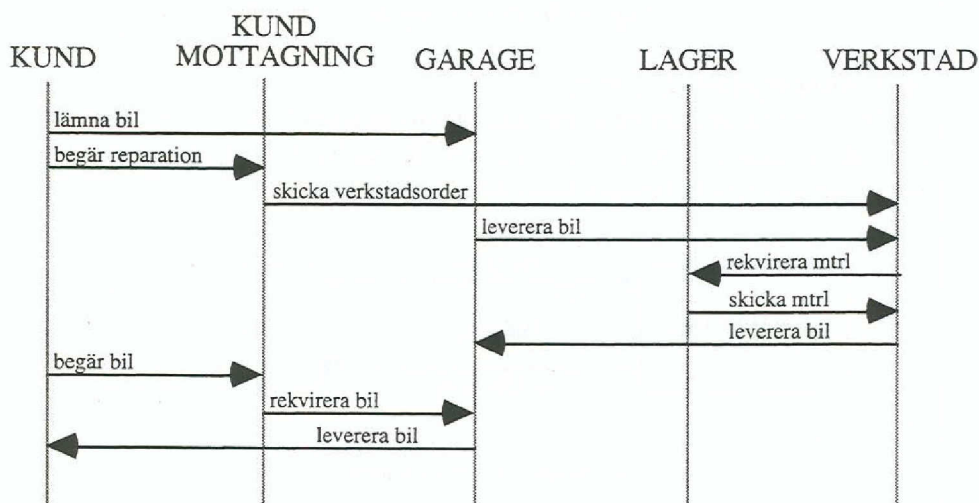 KUND
KUND
MOTTAGNING
GARAGE
LAGER
VERKSTAD
lämna bil
begär reparation
skicka verkstadsorder
leverera bil
rekvirera mtrl
skicka mtrl
leverera bil
begär bil
rekvirera bil
leverera bil